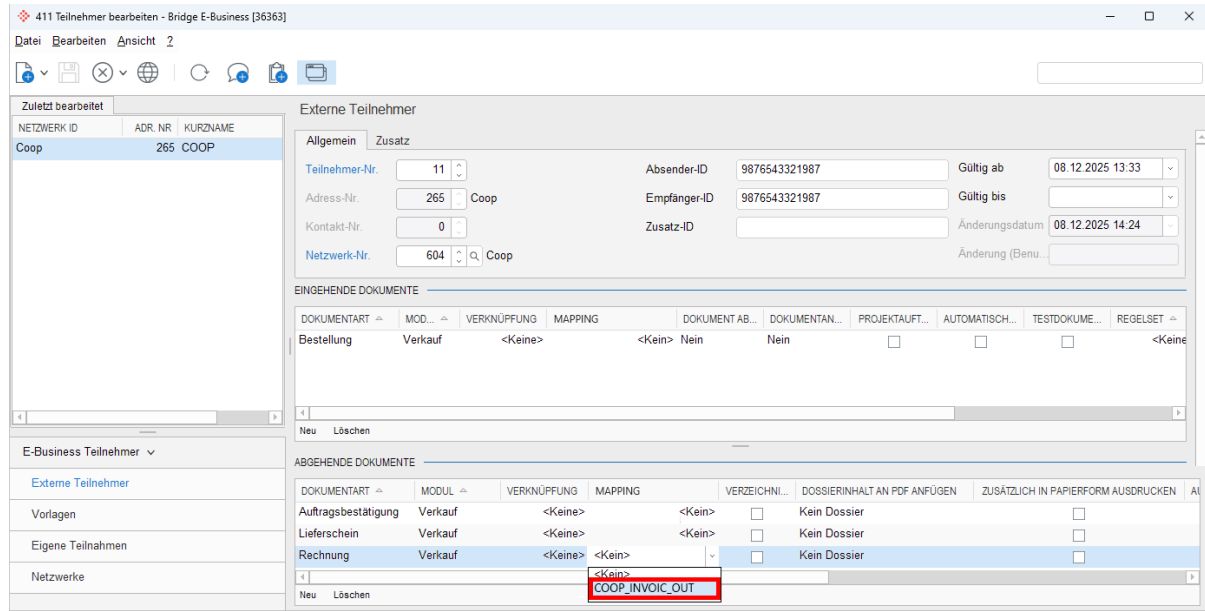 411 Teilnehmer bearbeiten - Bridge E-Business [36363]
Datei Bearbeiten Ansicht ?
Zuletzt bearbeitet
NETZWERK ID ADR. NR KURZNAME
Coop 265 COOP
Externe Teilnehmer
Allgemein Zusatz
Teilnehmer-Nr. 11 Absender-ID 9876543321987 Gültig ab 08.12.2025 13:33
Adress-Nr. 265 Coop Empfänger-ID 9876543321987 Gültig bis
Kontakt-Nr. 0 Zusatz-ID Änderungsdatum 08.12.2025 14:24
Netzwerk-Nr. 604 Coop Änderung (Benu...
EINGEHENDE DOKUMENTE
DOKUMENTART MOD... VERKNÜPFUNG MAPPING DOKUMENT AB... DOKUMENTAN... PROJEKTAUFT... AUTOMATISCH... TESTDOKUME... REGELSET
Bestellung Verkauf <Keine> <Kein> Nein Nein <Keine
Neu Löschen
E-Business Teilnehmer
Externe Teilnehmer
Vorlagen
Eigene Teilnahmen
Netzwerke
ABGEHENDE DOKUMENTE
DOKUMENTART MODUL VERKNÜPFUNG MAPPING VERZEICHNI... DOSSIERINHALT AN PDF ANFÜGEN ZUSÄTZLICH IN PAPIERFORM AUSDRUCKEN AU
Auftragsbestätigung Verkauf <Keine> <Kein> Kein Dossier
Lieferschein Verkauf <Keine> <Kein> Kein Dossier
Rechnung Verkauf <Keine> <Kein> Kein Dossier
<Kein>
COOP_INVOIC_OUT
Neu Löschen